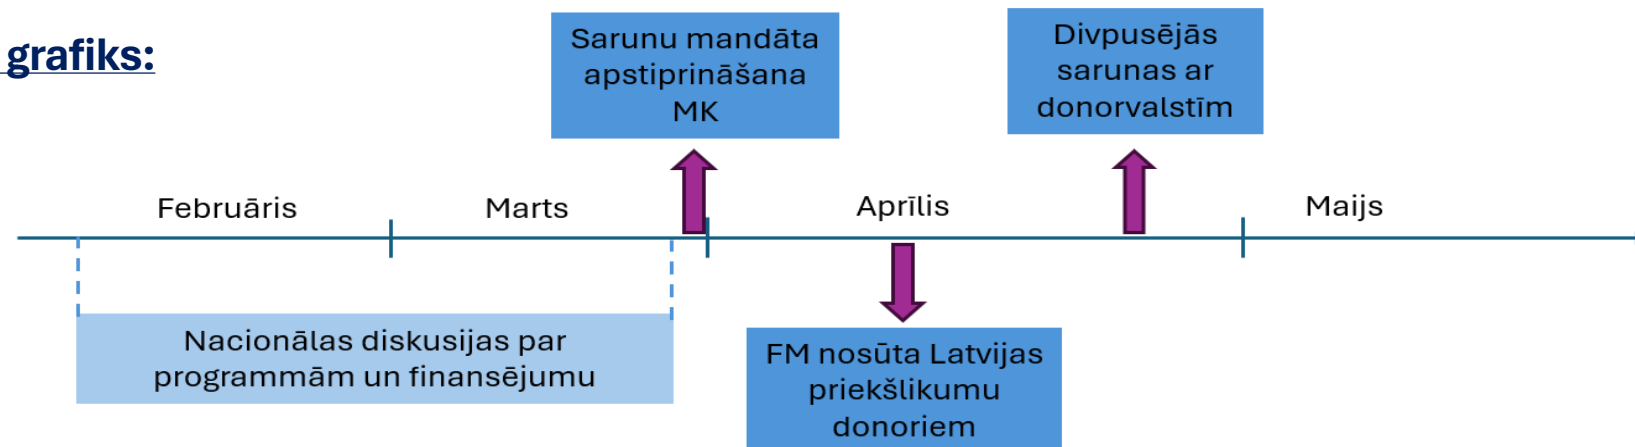 grafiks:
Sarunu mandāta
apstiprināšana
MK
Divpusējās
sarunas ar
donorvalstīm
Februāris
Marts
Aprīlis
Maijs
Nacionālas diskusijas par
programmām un finansējumu
FM nosūta Latvijas
priekšlikumu
donoriem